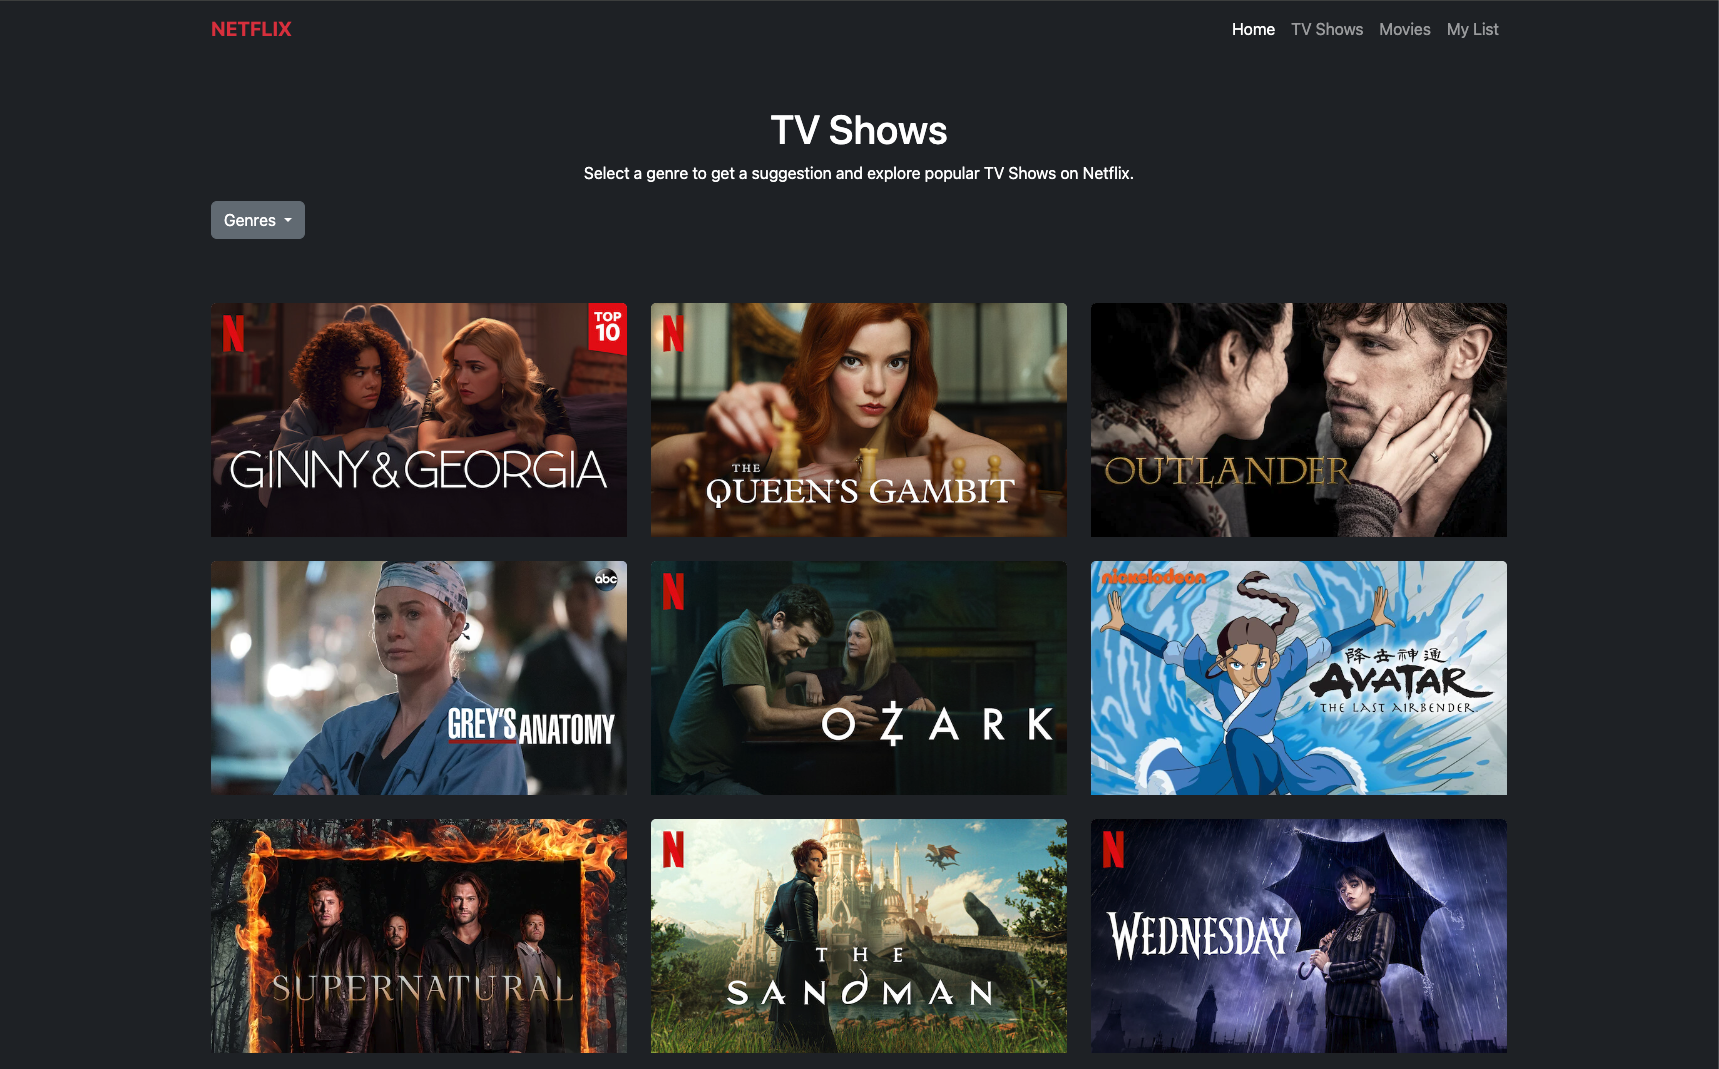 NETFLIX
Home TV Shows Movies My List
TV Shows
Select a genre to get a suggestion and explore popular TV Shows on Netflix.
Genres
N
TOP
10
GINNY & GEORGIA
N
THE
QUEEN'S GAMBIT
OUTLANDER
abc
GREY'S ANATOMY
N
OZARK
nickelodeon
降去神通
AVATAR
THE LAST AIRBENDER
SUPERNATURAL
N
THE
SANDMAN
N
WEDNESDAY